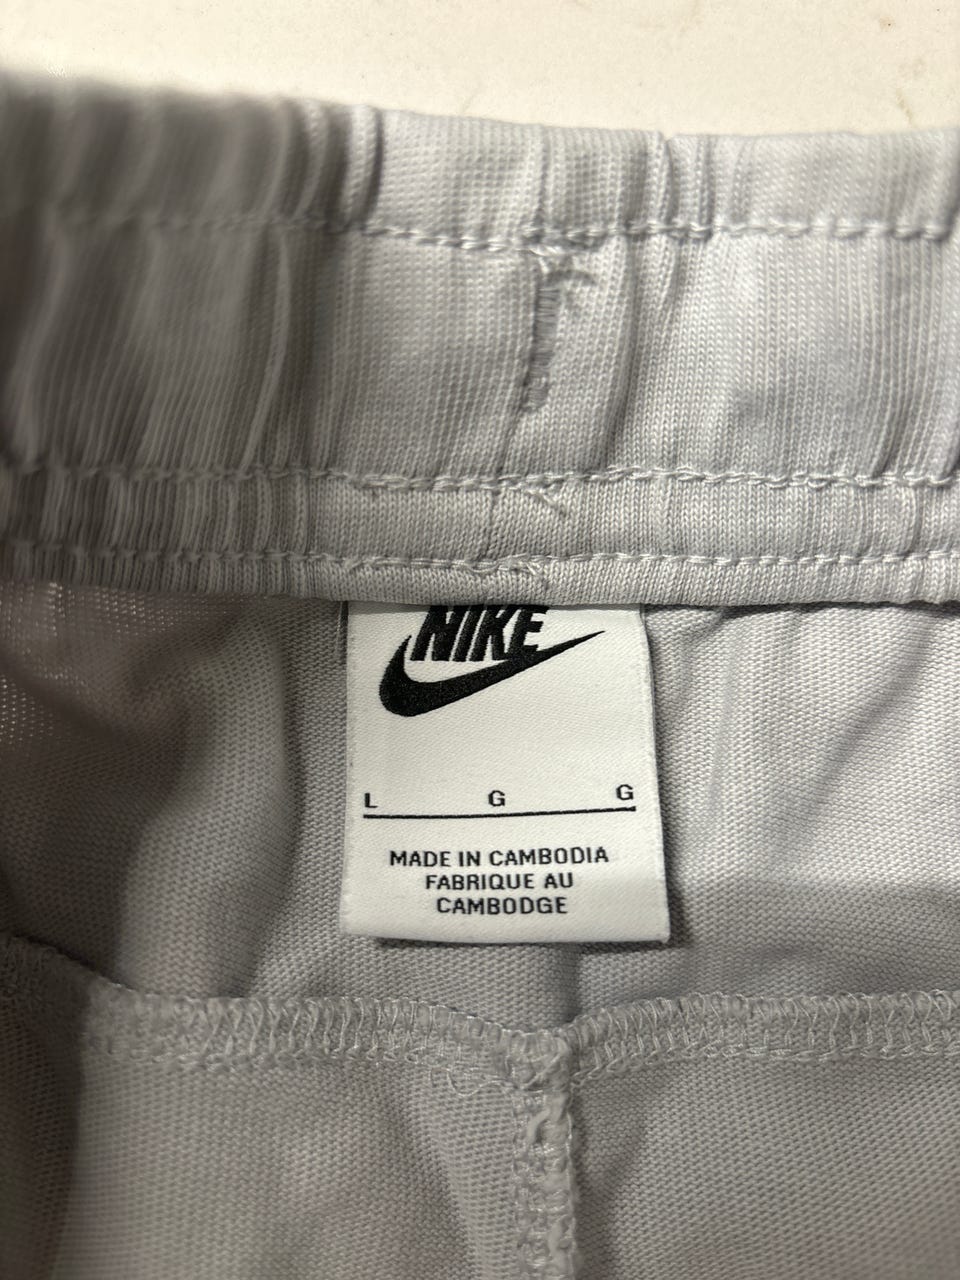 NIKE
L G G
MADE IN CAMBODIA
FABRIQUE AU
CAMBODGE